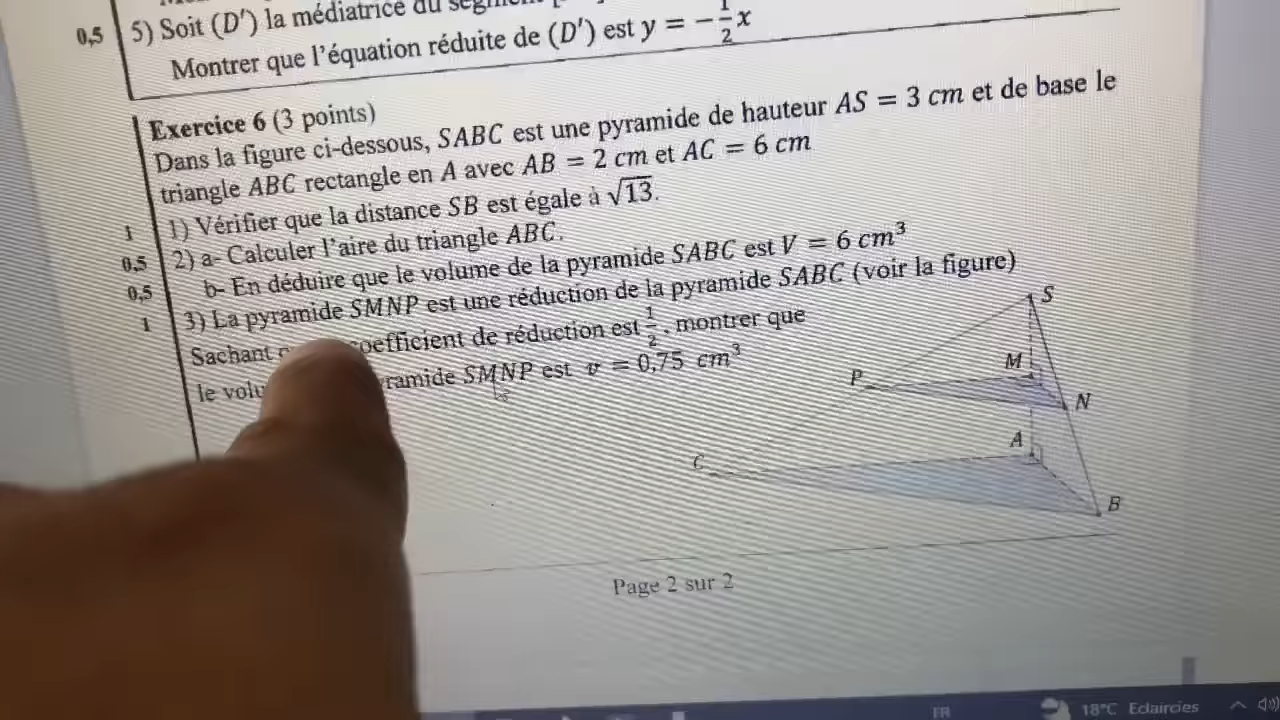 0,5 5) Soit (D′) la médiatrice du
Montrer que l'équation réduite de (D′) est y = −1/2 x
Exercice 6 (3 points)
Dans la figure ci-dessous, SABC est une pyramide de hauteur AS = 3 cm et de base le
triangle ABC rectangle en A avec AB = 2 cm et AC = 6 cm
1 1) Vérifier que la distance SB est égale à √13.
0,5 2) a- Calculer l'aire du triangle ABC.
0,5 b- En déduire que le volume de la pyramide SABC est V = 6 cm³
1 3) La pyramide SMNP est une réduction de la pyramide SABC (voir la figure)
Sachant coefficient de réduction est 1/2, montrer que
le SMNP est v = 0,75 cm³
S
M
P
N
A
C
B
Page 2 sur 2
FR 18°C Eclaircies